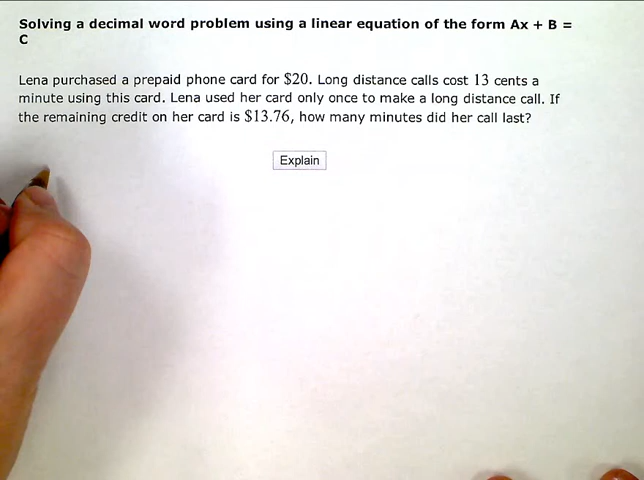 Solving a decimal word problem using a linear equation of the form Ax + B =
C
Lena purchased a prepaid phone card for $20. Long distance calls cost 13 cents a
minute using this card. Lena used her card only once to make a long distance call. If
the remaining credit on her card is $13.76, how many minutes did her call last?
Explain